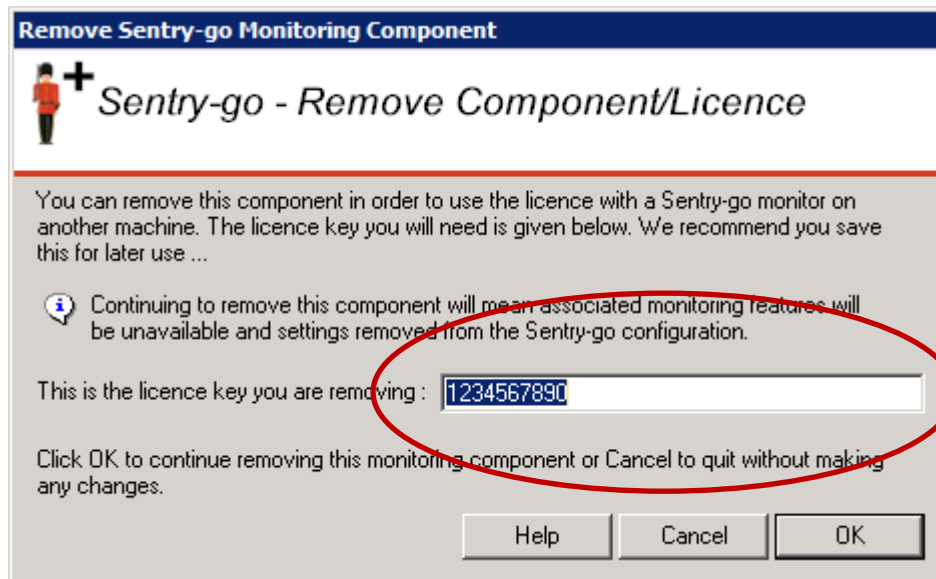 Remove Sentry-go Monitoring Component
Sentry-go - Remove Component/Licence
You can remove this component in order to use the licence with a Sentry-go monitor on
another machine. The licence key you will need is given below. We recommend you save
this for later use ...
Continuing to remove this component will mean associated monitoring features will
be unavailable and settings removed from the Sentry-go configuration.
This is the licence key you are removing : 1234567890
Click OK to continue removing this monitoring component or Cancel to quit without making
any changes.
Help Cancel OK